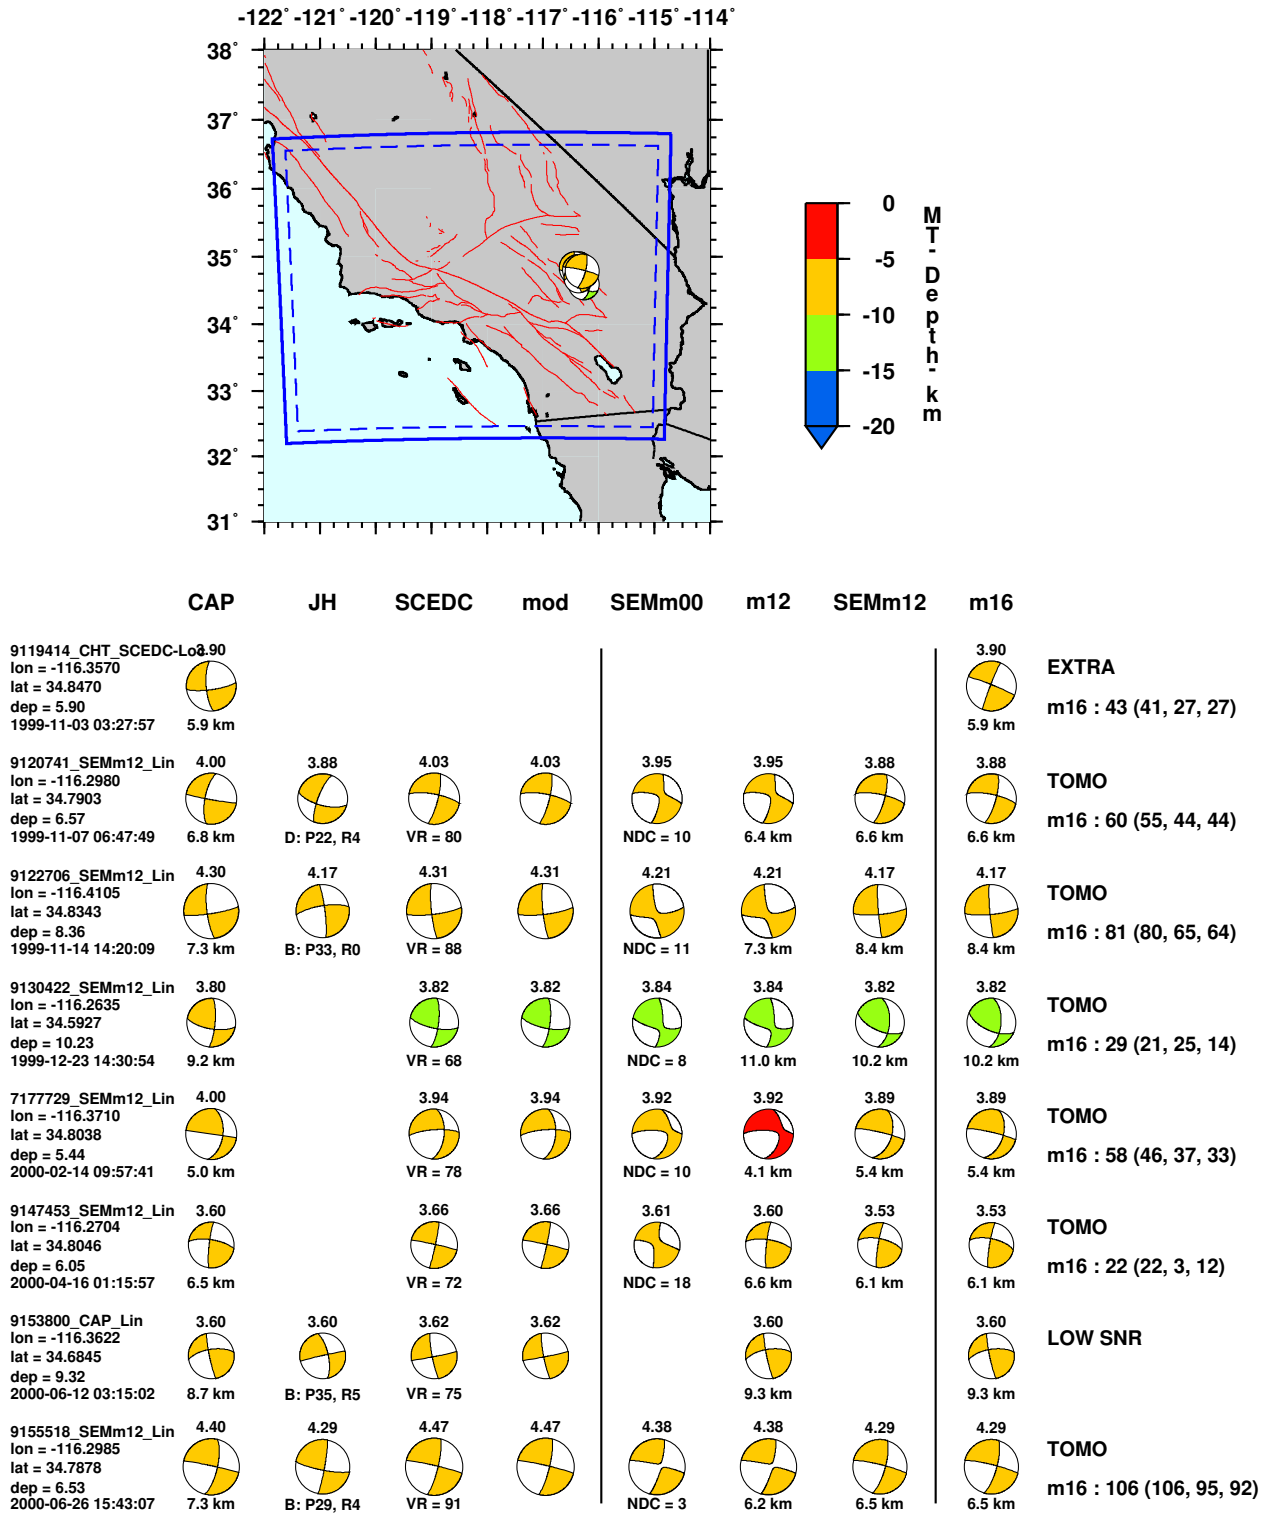 -122° -121° -120° -119° -118° -117° -116° -115° -114°
38°
37°
36°
35°
34°
33°
32°
31°
0
-5
-10
-15
-20
MT- Depth- km
CAP JH SCEDC mod SEMm00 m12 SEMm12 m16
9119414_CHT_SCEDC-Loc 3.90 3.90
lon = -116.3570
lat = 34.8470
dep = 5.90
1999-11-03 03:27:57 5.9 km 5.9 km
EXTRA
m16 : 43 (41, 27, 27)
9120741_SEMm12_Lin 4.00 3.88 4.03 4.03 3.95 3.95 3.88 3.88
lon = -116.2980
lat = 34.7903
dep = 6.57
1999-11-07 06:47:49 6.8 km D: P22, R4 VR = 80 NDC = 10 6.4 km 6.6 km 6.6 km
TOMO
m16 : 60 (55, 44, 44)
9122706_SEMm12_Lin 4.30 4.17 4.31 4.31 4.21 4.21 4.17 4.17
lon = -116.4105
lat = 34.8343
dep = 8.36
1999-11-14 14:20:09 7.3 km B: P33, R0 VR = 88 NDC = 11 7.3 km 8.4 km 8.4 km
TOMO
m16 : 81 (80, 65, 64)
9130422_SEMm12_Lin 3.80 3.82 3.82 3.84 3.84 3.82 3.82
lon = -116.2635
lat = 34.5927
dep = 10.23
1999-12-23 14:30:54 9.2 km VR = 68 NDC = 8 11.0 km 10.2 km 10.2 km
TOMO
m16 : 29 (21, 25, 14)
7177729_SEMm12_Lin 4.00 3.94 3.94 3.92 3.92 3.89 3.89
lon = -116.3710
lat = 34.8038
dep = 5.44
2000-02-14 09:57:41 5.0 km VR = 78 NDC = 10 4.1 km 5.4 km 5.4 km
TOMO
m16 : 58 (46, 37, 33)
9147453_SEMm12_Lin 3.60 3.66 3.66 3.61 3.60 3.53 3.53
lon = -116.2704
lat = 34.8046
dep = 6.05
2000-04-16 01:15:57 6.5 km VR = 72 NDC = 18 6.6 km 6.1 km 6.1 km
TOMO
m16 : 22 (22, 3, 12)
9153800_CAP_Lin 3.60 3.60 3.62 3.62 3.60 3.60
lon = -116.3622
lat = 34.6845
dep = 9.32
2000-06-12 03:15:02 8.7 km B: P35, R5 VR = 75 9.3 km 9.3 km
LOW SNR
9155518_SEMm12_Lin 4.40 4.29 4.47 4.47 4.38 4.38 4.29 4.29
lon = -116.2985
lat = 34.7878
dep = 6.53
2000-06-26 15:43:07 7.3 km B: P29, R4 VR = 91 NDC = 3 6.2 km 6.5 km 6.5 km
TOMO
m16 : 106 (106, 95, 92)